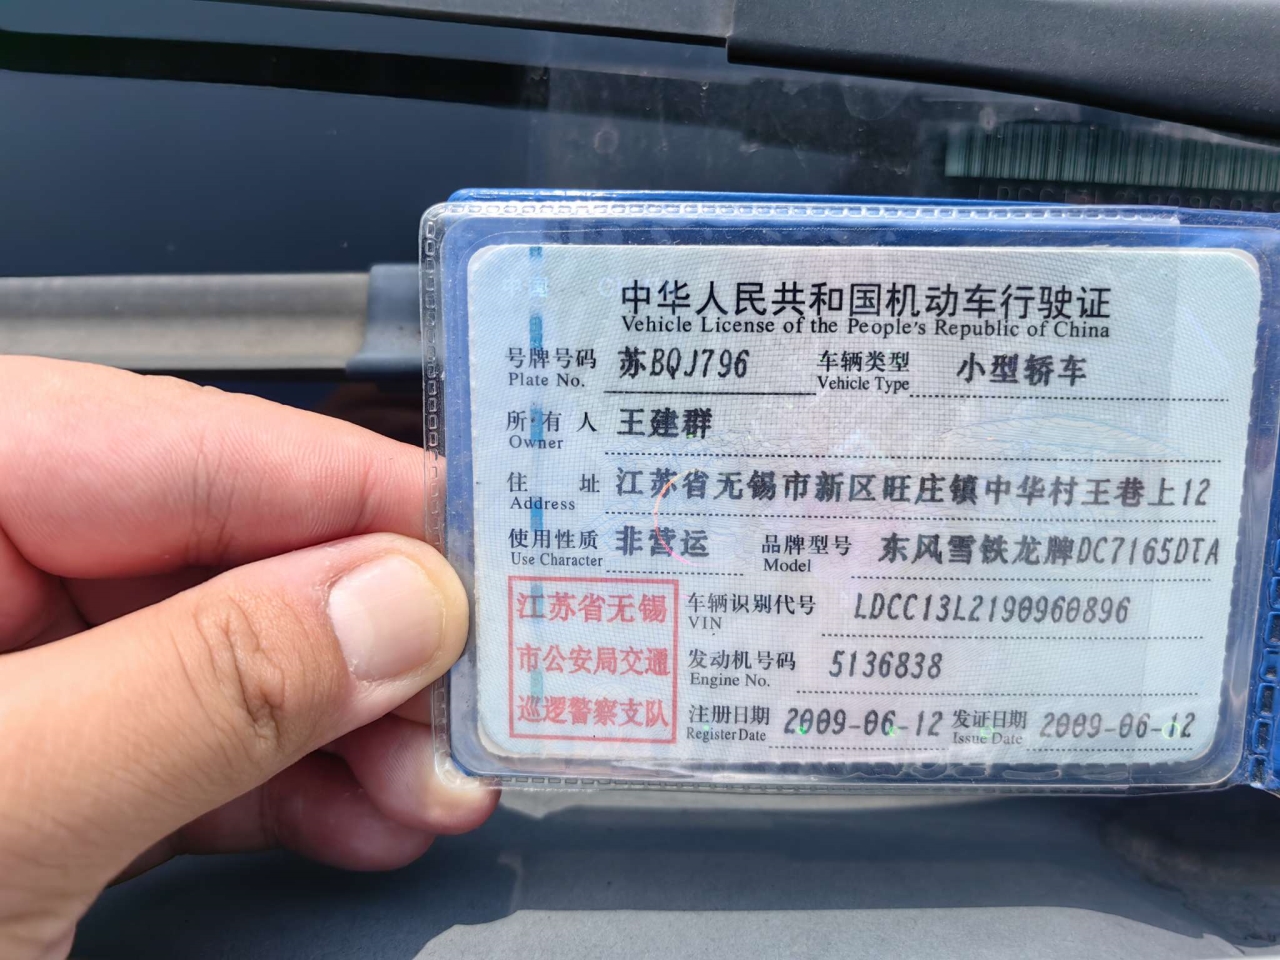 中华人民共和国机动车行驶证
Vehicle License of the People's Republic of China
号牌号码 苏BQJ796 车辆类型 小型轿车
Plate No. Vehicle Type
所有人 王建群
Owner
住址 江苏省无锡市新区旺庄镇中华村王巷上12
Address
使用性质 非营运 品牌型号 东风雪铁龙牌DC7165DTA
Use Character Model
江苏省无锡
市公安局交通
巡逻警察支队
车辆识别代号 LDCC13L2190960896
VIN
发动机号码 5136838
Engine No.
注册日期 2009-06-12 发证日期 2009-06-12
Register Date Issue Date